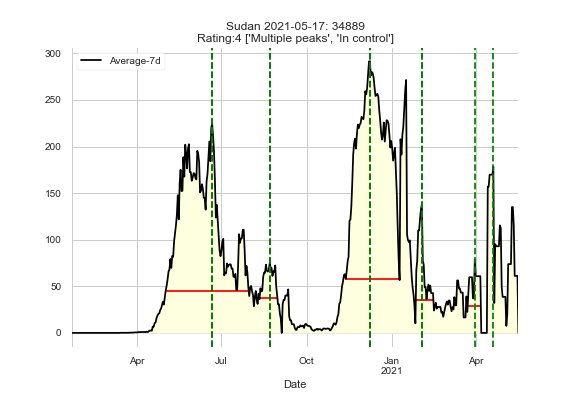 Sudan 2021-05-17: 34889
Rating:4 ['Multiple peaks', 'In control']
Average-7d
300
250
200
150
100
50
0
Apr
Jul
Oct
Jan
2021
Apr
Date